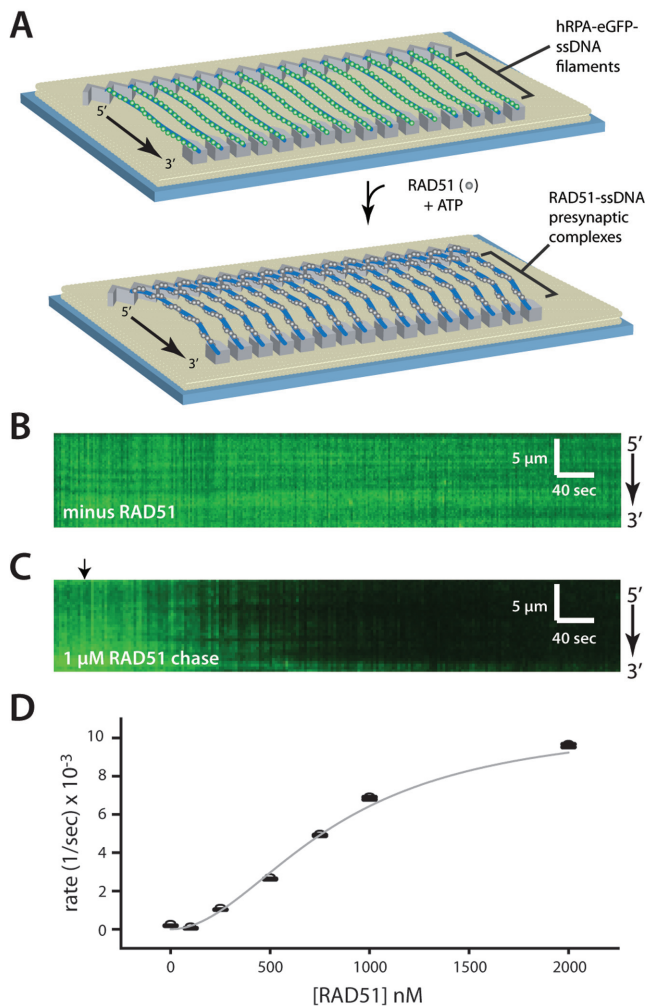 A
hRPA-eGFP-
ssDNA
filaments
5′
3′
RAD51 ( )
+ ATP
RAD51-ssDNA
presynaptic
complexes
5′
3′
B
5 µm
40 sec
minus RAD51
5′
3′
C
5 µm
40 sec
1 µM RAD51 chase
5′
3′
D
rate (1/sec) x 10⁻³
10
8
6
4
2
0
0
500
1000
1500
2000
[RAD51] nM